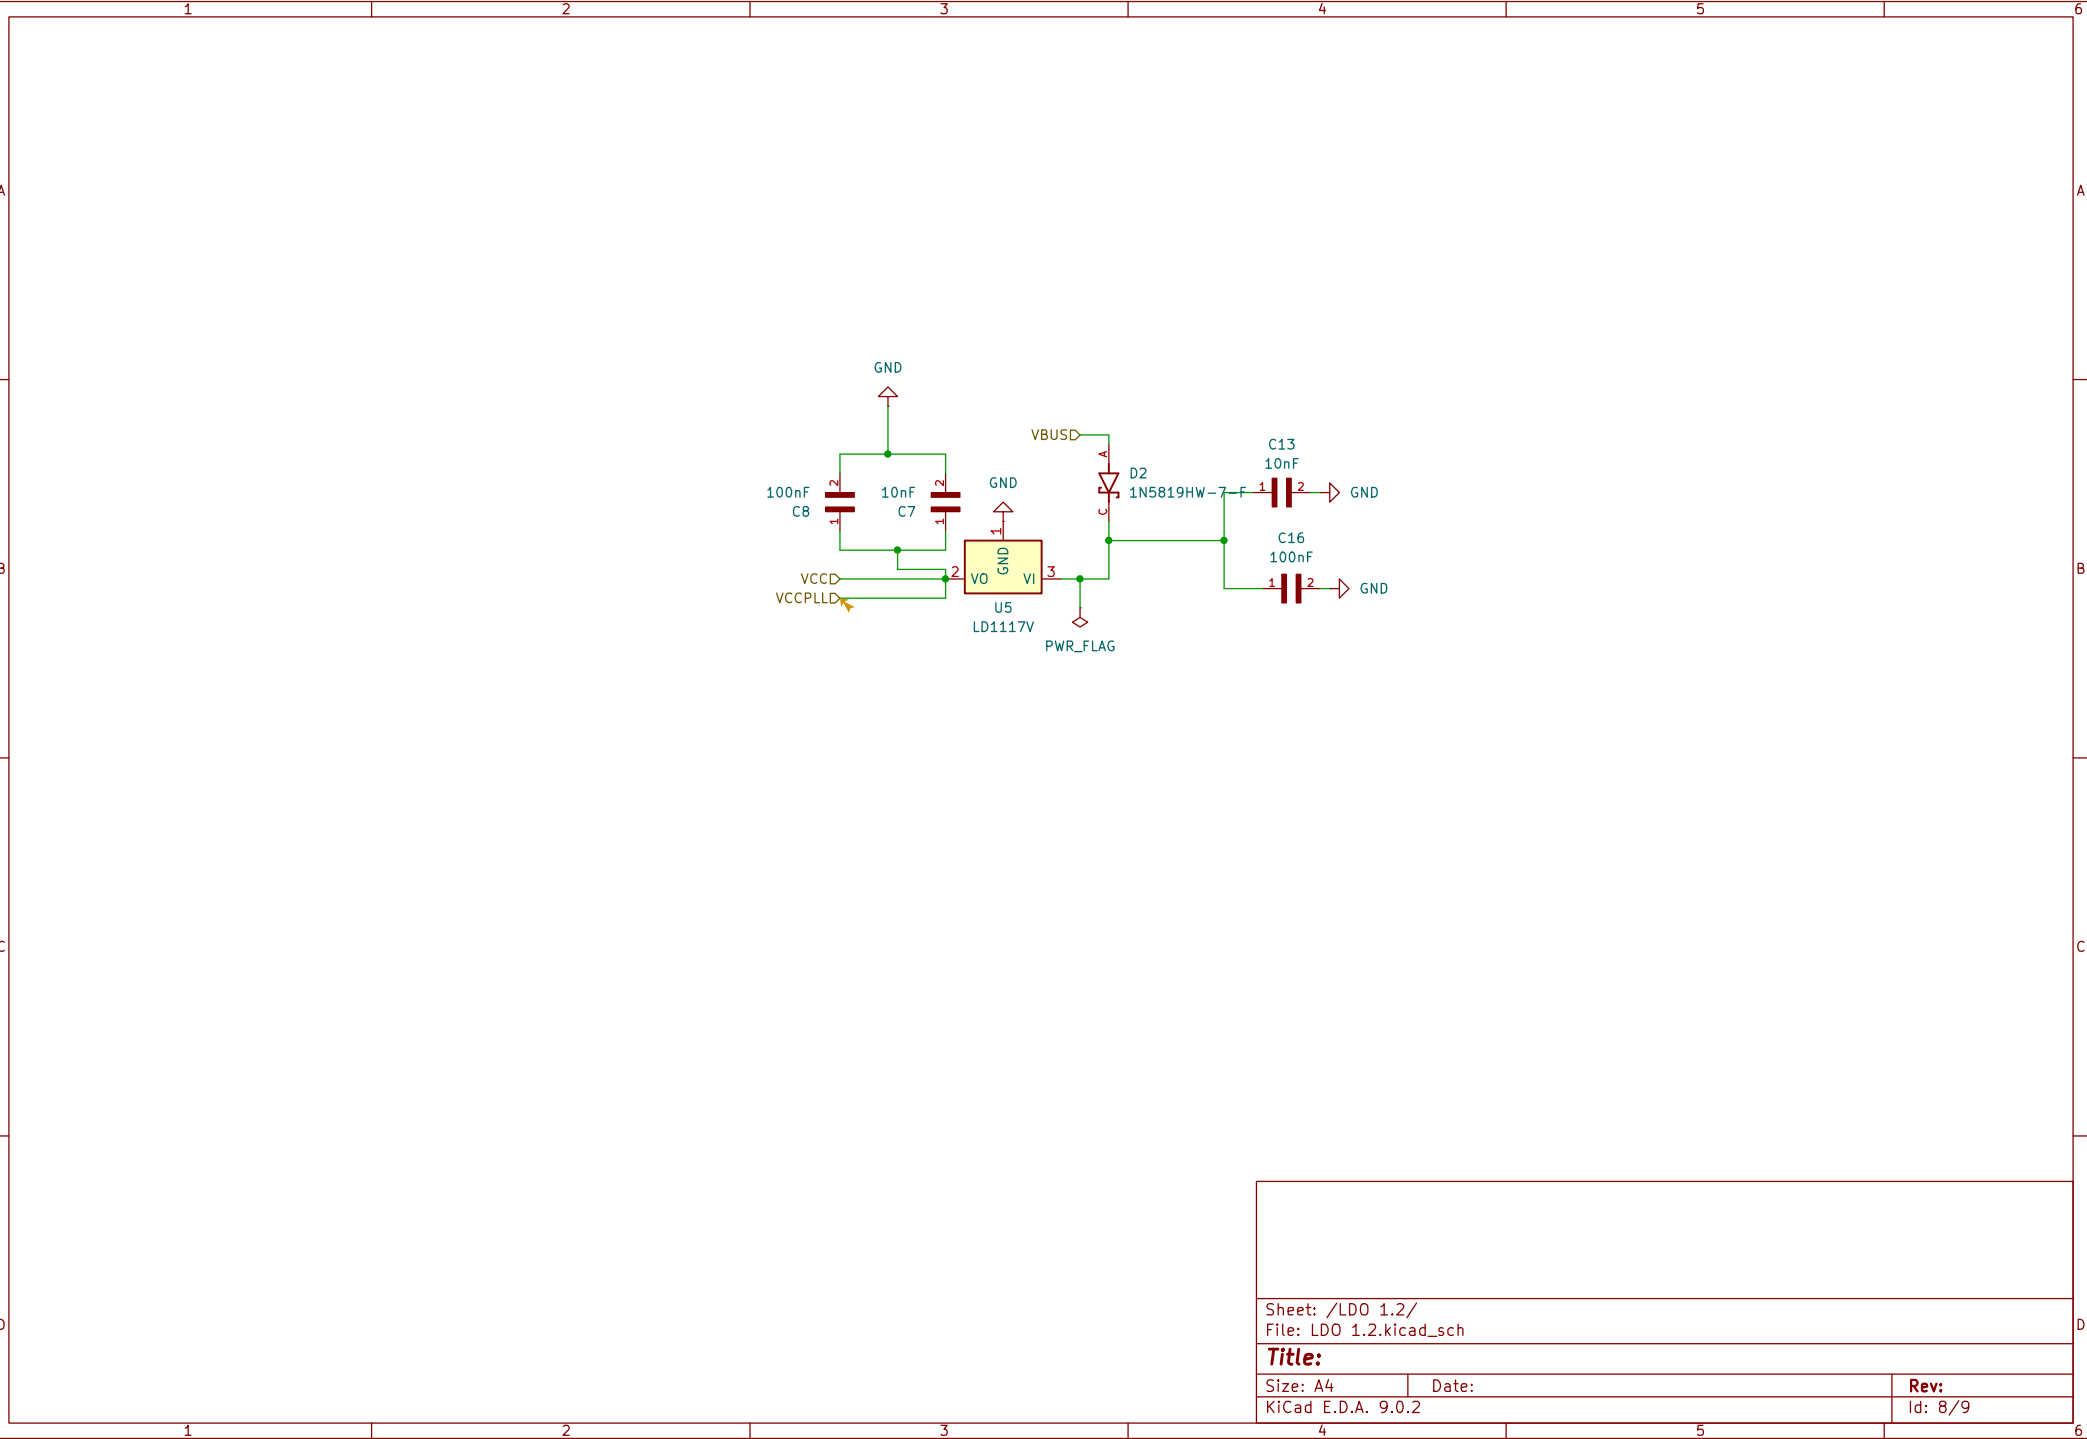 1 2 3 4 5 6
A A
GND
VBUS
A
D2
1N5819HW-7-F
C
C13
10nF
1 2
GND
100nF
C8
2
1
10nF
C7
2
1
GND
1
GND
C16
100nF
1 2
GND
B B
VCC
VCCPLL
2 VO VI 3
U5
LD1117V
PWR_FLAG
C C
Sheet: /LDO 1.2/
File: LDO 1.2.kicad_sch
D D
Title:
Size: A4 Date: Rev:
KiCad E.D.A. 9.0.2 Id: 8/9
1 2 3 4 5 6